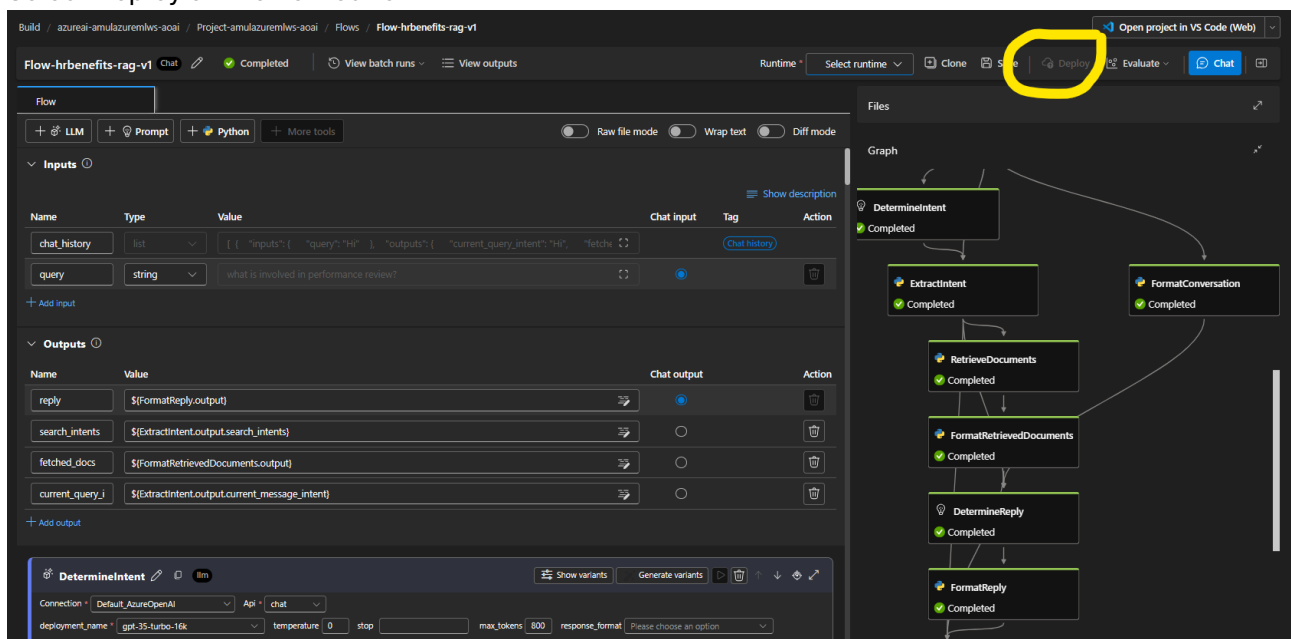 Build / azureai-amulazuremlws-aoai / Project-amulazuremlws-aoai / Flows / Flow-hrbenefits-rag-v1
Open project in VS Code (Web)
Flow-hrbenefits-rag-v1 Chat Completed View batch runs View outputs Runtime * Select runtime Clone Deploy Evaluate Chat
Flow
+ LLM + Prompt + Python + More tools Raw file mode Wrap text Diff mode
Inputs
Show description
Name Type Value Chat input Tag Action
chat_history list [ { "inputs": { "query": "Hi" }, "outputs": { "current_query_intent": "Hi", "fetche Chat history
query string what is involved in performance review?
+ Add input
Outputs
Name Value Chat output Action
reply ${FormatReply.output}
search_intents ${ExtractIntent.output.search_intents}
fetched_docs ${FormatRetrievedDocuments.output}
current_query_i ${ExtractIntent.output.current_message_intent}
+ Add output
DetermineIntent llm Show variants Generate variants
Connection * Default_AzureOpenAI Api * chat
deployment_name * gpt-35-turbo-16k temperature 0 stop max_tokens 800 response_format Please choose an option
Files
Graph
DetermineIntent
Completed
ExtractIntent
Completed
FormatConversation
Completed
RetrieveDocuments
Completed
FormatRetrievedDocuments
Completed
DetermineReply
Completed
FormatReply
Completed